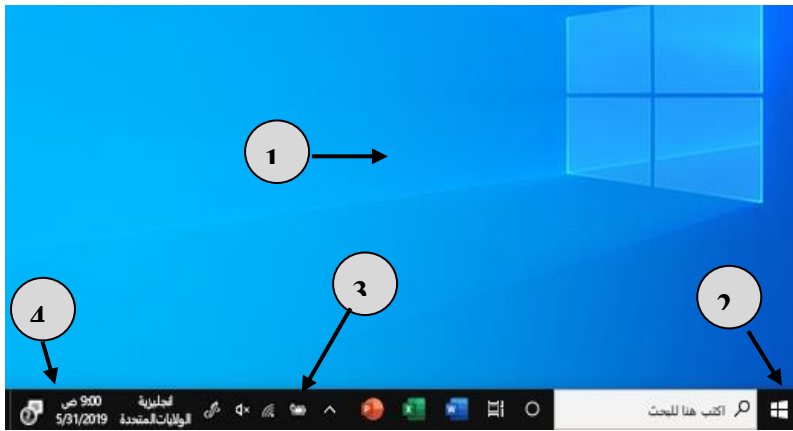 1
3
4
2
اكتب هنا للبحث
انجليزية
الولايات المتحدة
9:00 ص
5/31/2019